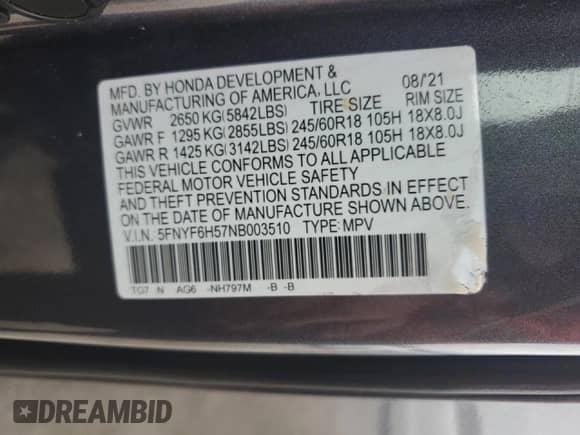 MFD. BY HONDA DEVELOPMENT &
MANUFACTURING OF AMERICA, LLC 08/'21
GVWR 2650 KG(5842LBS) TIRE SIZE RIM SIZE
GAWR F 1295 KG(2855LBS) 245/60R18 105H 18X8.0J
GAWR R 1425 KG(3142LBS) 245/60R18 105H 18X8.0J
THIS VEHICLE CONFORMS TO ALL APPLICABLE
FEDERAL MOTOR VEHICLE SAFETY
AND THEFT PREVENTION STANDARDS IN EFFECT
ON THE DATE OF MANUFACTURE SHOWN ABOVE.
V.I.N. 5FNYF6H57NB003510 TYPE: MPV
TG7 N AG6 -NH797M -B -B
DREAMBID